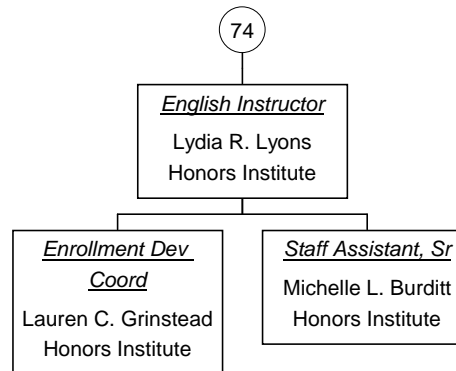 74
English Instructor
Lydia R. Lyons
Honors Institute
Enrollment Dev
Coord
Lauren C. Grinstead
Honors Institute
Staff Assistant, Sr
Michelle L. Burditt
Honors Institute